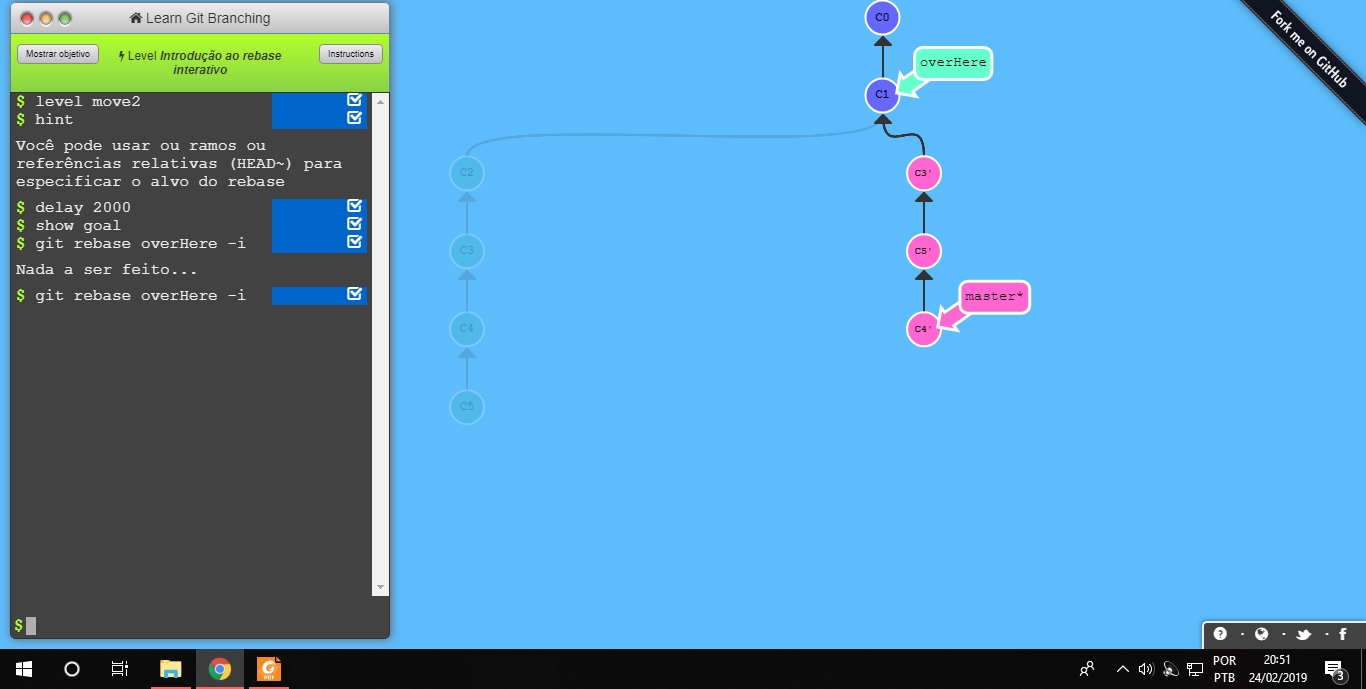 Learn Git Branching
Mostrar objetivo
Level Introdução ao rebase
interativo
Instructions
$ level move2
$ hint
Você pode usar ou ramos ou
referências relativas (HEAD~) para
especificar o alvo do rebase
$ delay 2000
$ show goal
$ git rebase overHere -i
Nada a ser feito...
$ git rebase overHere -i
$
C0
overHere
C1
C2
C3'
C3
C5'
master*
C4
C4'
C5
Fork me on GitHub
POR
PTB
20:51
24/02/2019
3
PDF